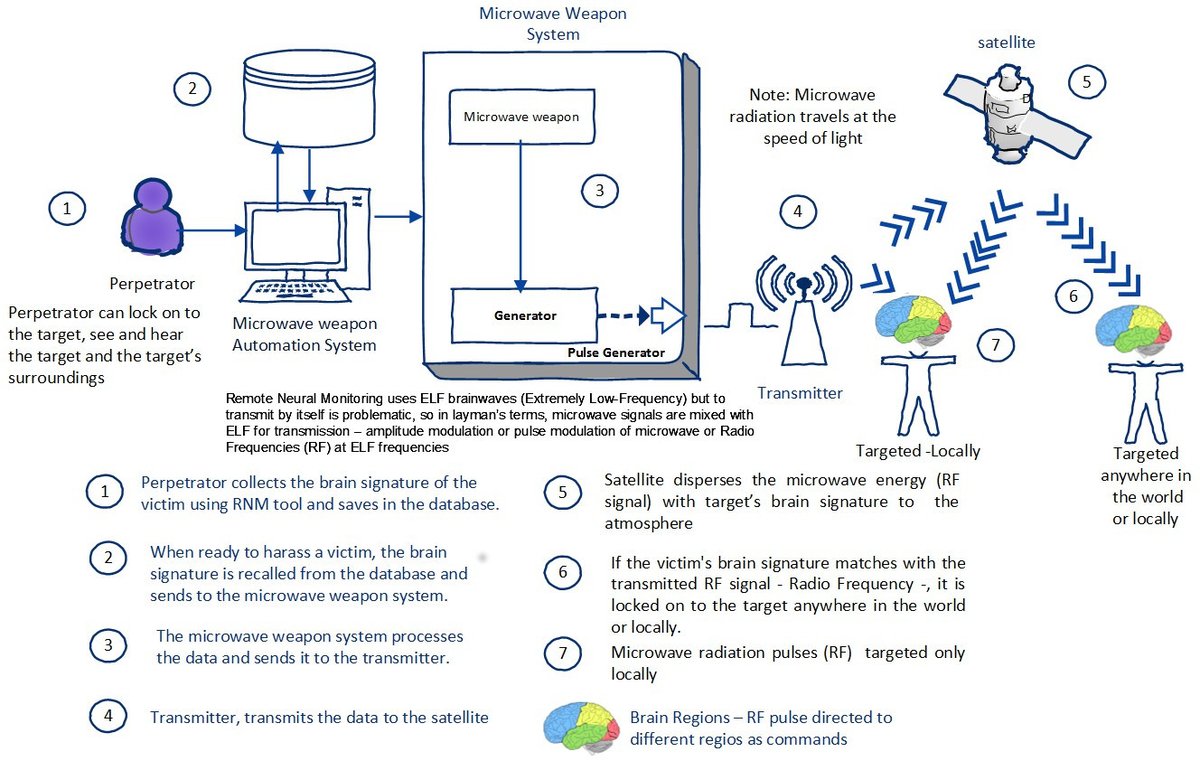 Microwave Weapon
System
satellite
2
5
Note: Microwave
radiation travels at the
speed of light
D
Microwave weapon
3
1
4
Perpetrator
Perpetrator can lock on to
the target, see and hear
the target and the target's
surroundings
Microwave weapon
Automation System
Generator
Pulse Generator
6
7
Transmitter
Remote Neural Monitoring uses ELF brainwaves (Extremely Low-Frequency) but to
transmit by itself is problematic, so in layman's terms, microwave signals are mixed with
ELF for transmission – amplitude modulation or pulse modulation of microwave or Radio
Frequencies (RF) at ELF frequencies
Targeted -Locally
Targeted
anywhere in
the world
or locally
1
Perpetrator collects the brain signature of the
victim using RNM tool and saves in the database.
2
When ready to harass a victim, the brain
signature is recalled from the database and
sends to the microwave weapon system.
3
The microwave weapon system processes
the data and sends it to the transmitter.
4
Transmitter, transmits the data to the satellite
5
Satellite disperses the microwave energy (RF
signal) with target's brain signature to the
atmosphere
6
If the victim's brain signature matches with the
transmitted RF signal - Radio Frequency -, it is
locked on to the target anywhere in the world
or locally.
7
Microwave radiation pulses (RF) targeted only
locally
Brain Regions – RF pulse directed to
different regios as commands